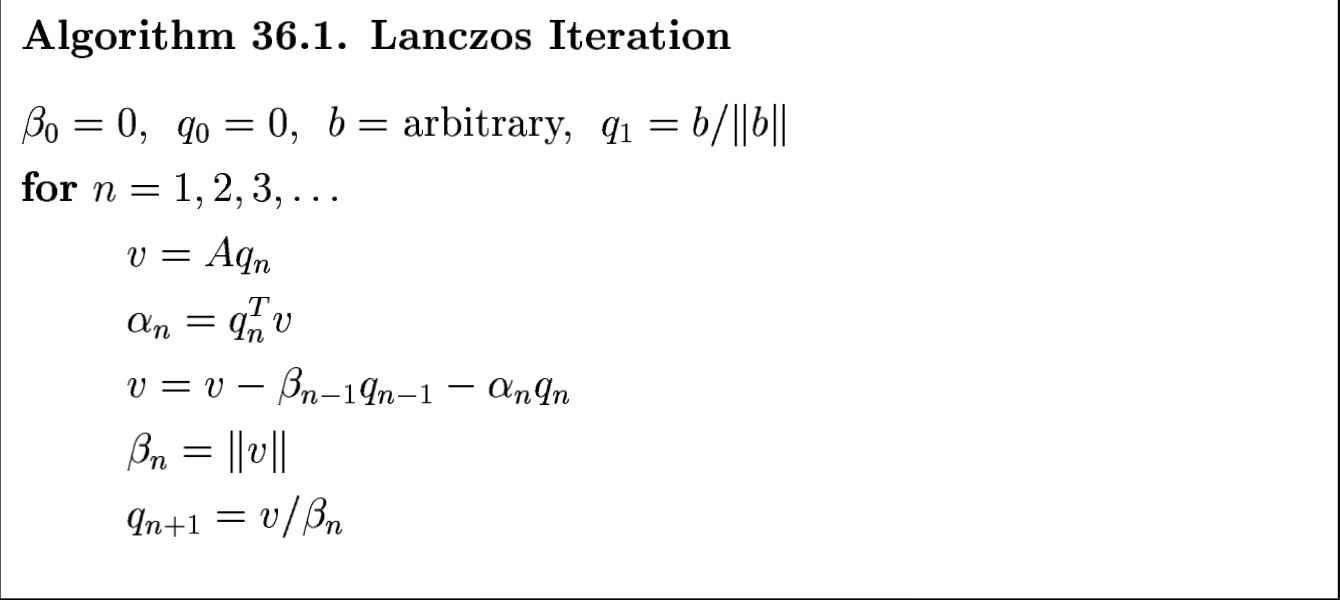 Algorithm 36.1. Lanczos Iteration
β₀ = 0, q₀ = 0, b = arbitrary, q₁ = b/‖b‖
for n = 1, 2, 3, . . .
v = Aqₙ
αₙ = qₙᵀv
v = v − βₙ₋₁qₙ₋₁ − αₙqₙ
βₙ = ‖v‖
qₙ₊₁ = v/βₙ